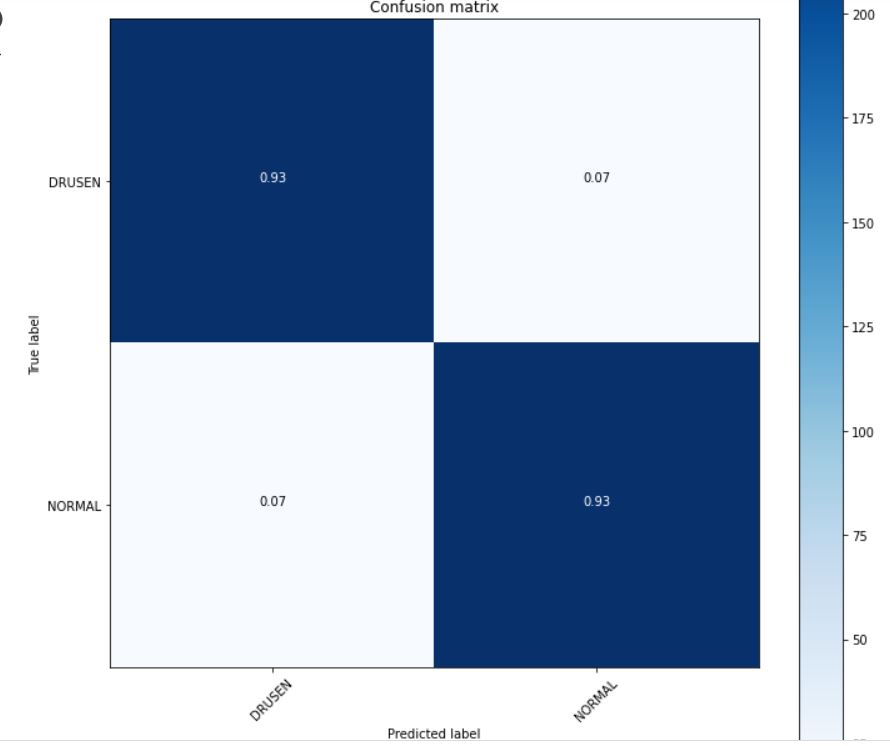 Confusion matrix
True label
DRUSEN
0.93
0.07
NORMAL
0.07
0.93
DRUSEN
NORMAL
Predicted label
200
175
150
125
100
75
50